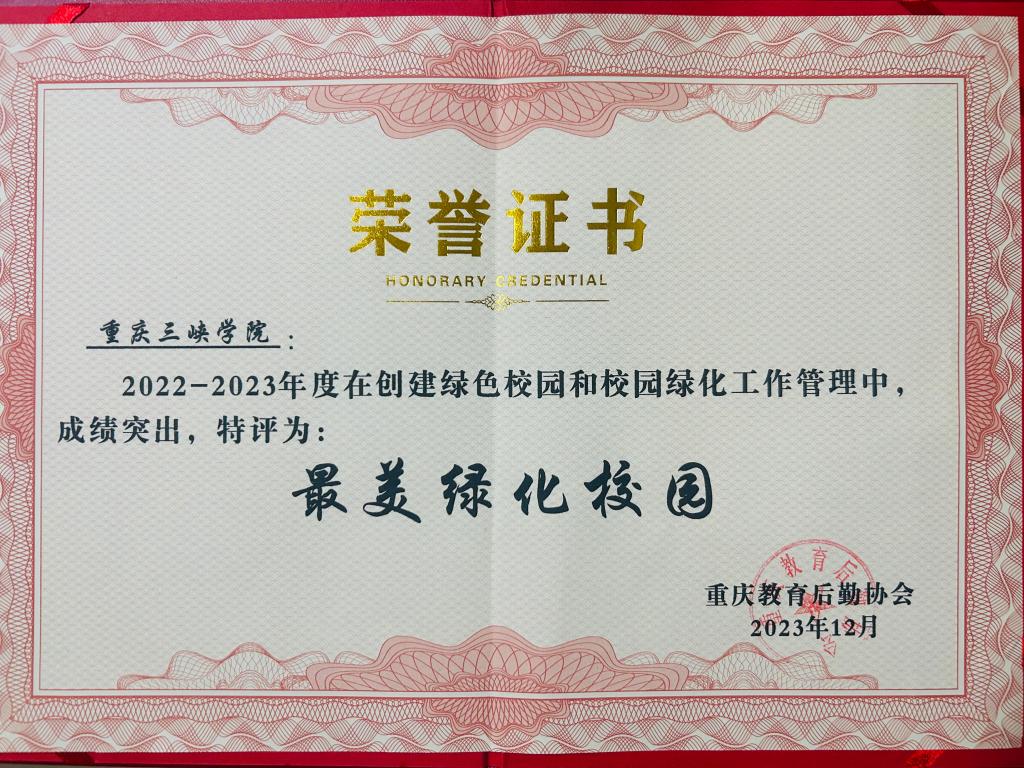 荣誉证书
HONORARY CREDENTIAL
重庆三峡学院：
2022-2023年度在创建绿色校园和校园绿化工作管理中，
成绩突出，特评为：
最美绿化校园
重庆教育后勤协会
2023年12月